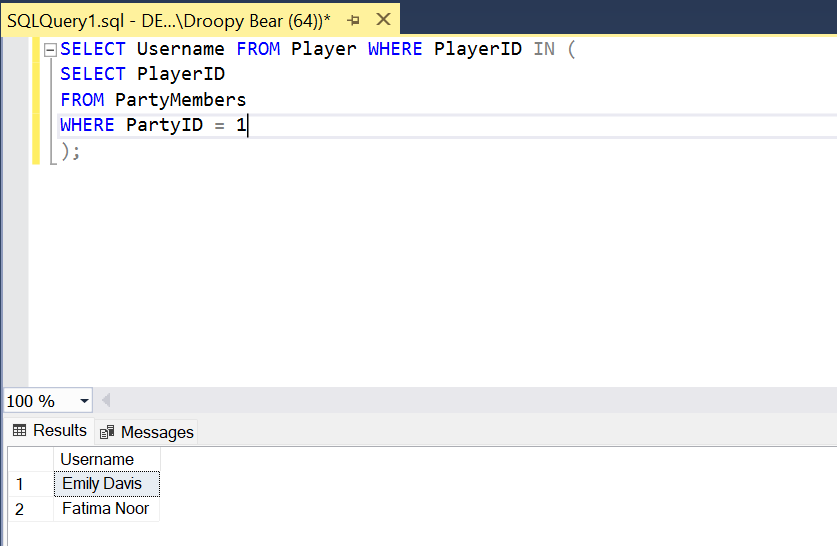 SQLQuery1.sql - DE...\Droopy Bear (64))*
SELECT Username FROM Player WHERE PlayerID IN (
SELECT PlayerID
FROM PartyMembers
WHERE PartyID = 1
);
100 %
Results Messages
Username
1 Emily Davis
2 Fatima Noor